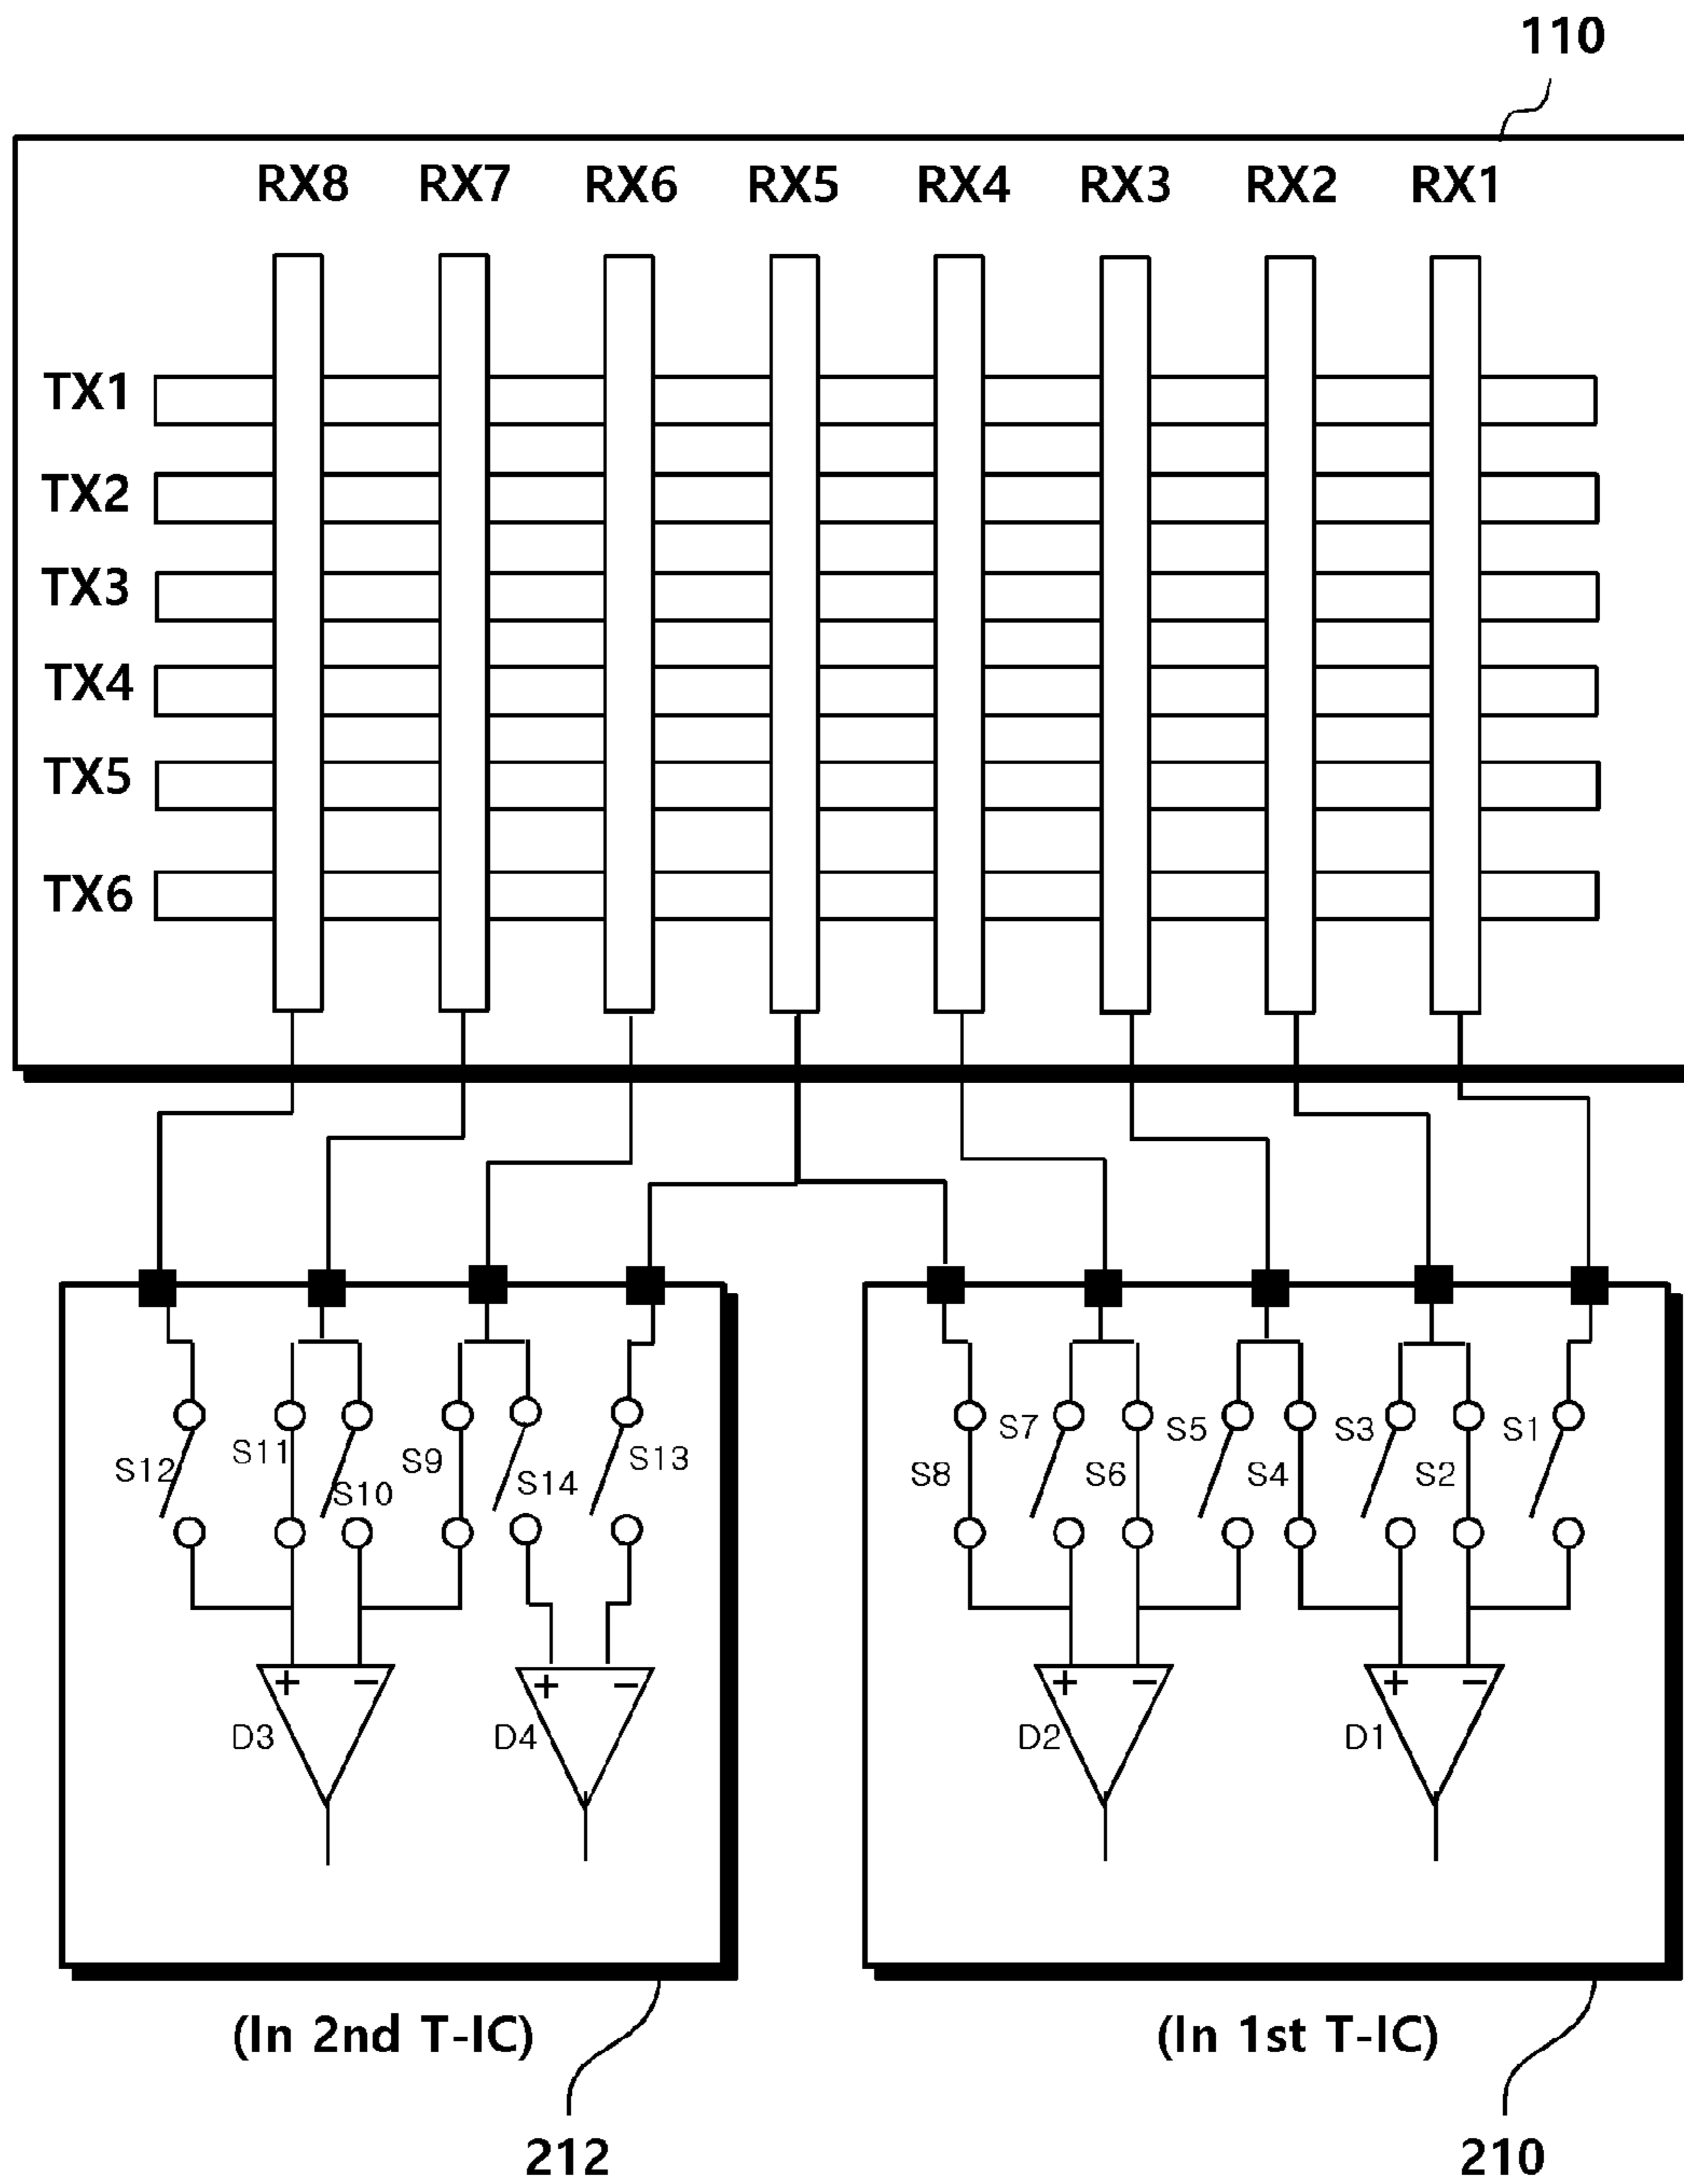 110
RX8 RX7 RX6 RX5 RX4 RX3 RX2 RX1
TX1
TX2
TX3
TX4
TX5
TX6
S12 S11 S10 S9 S14 S13
S8 S7 S6 S5 S4 S3 S2 S1
+ − + −
+ − + −
D3 D4 D2 D1
(In 2nd T-IC) (In 1st T-IC)
212 210